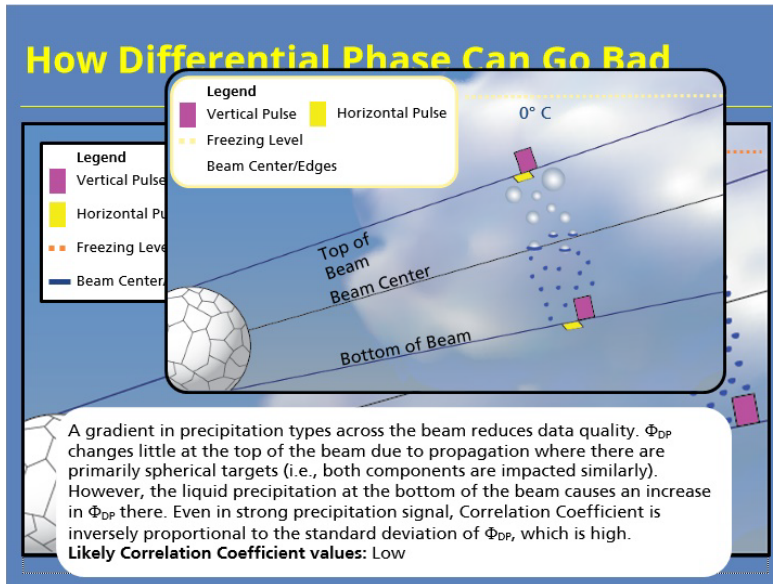 How Differential Phase Can Go Bad
Legend
Vertical Pulse
Horizontal Pulse
Freezing Level
Beam Center/Edges
0° C
Top of
Beam
Beam Center
Bottom of Beam
Legend
Vertical Pulse
Horizontal Pu
Freezing Leve
Beam Center/
A gradient in precipitation types across the beam reduces data quality. Φ_DP
changes little at the top of the beam due to propagation where there are
primarily spherical targets (i.e., both components are impacted similarly).
However, the liquid precipitation at the bottom of the beam causes an increase
in Φ_DP there. Even in strong precipitation signal, Correlation Coefficient is
inversely proportional to the standard deviation of Φ_DP, which is high.
Likely Correlation Coefficient values: Low